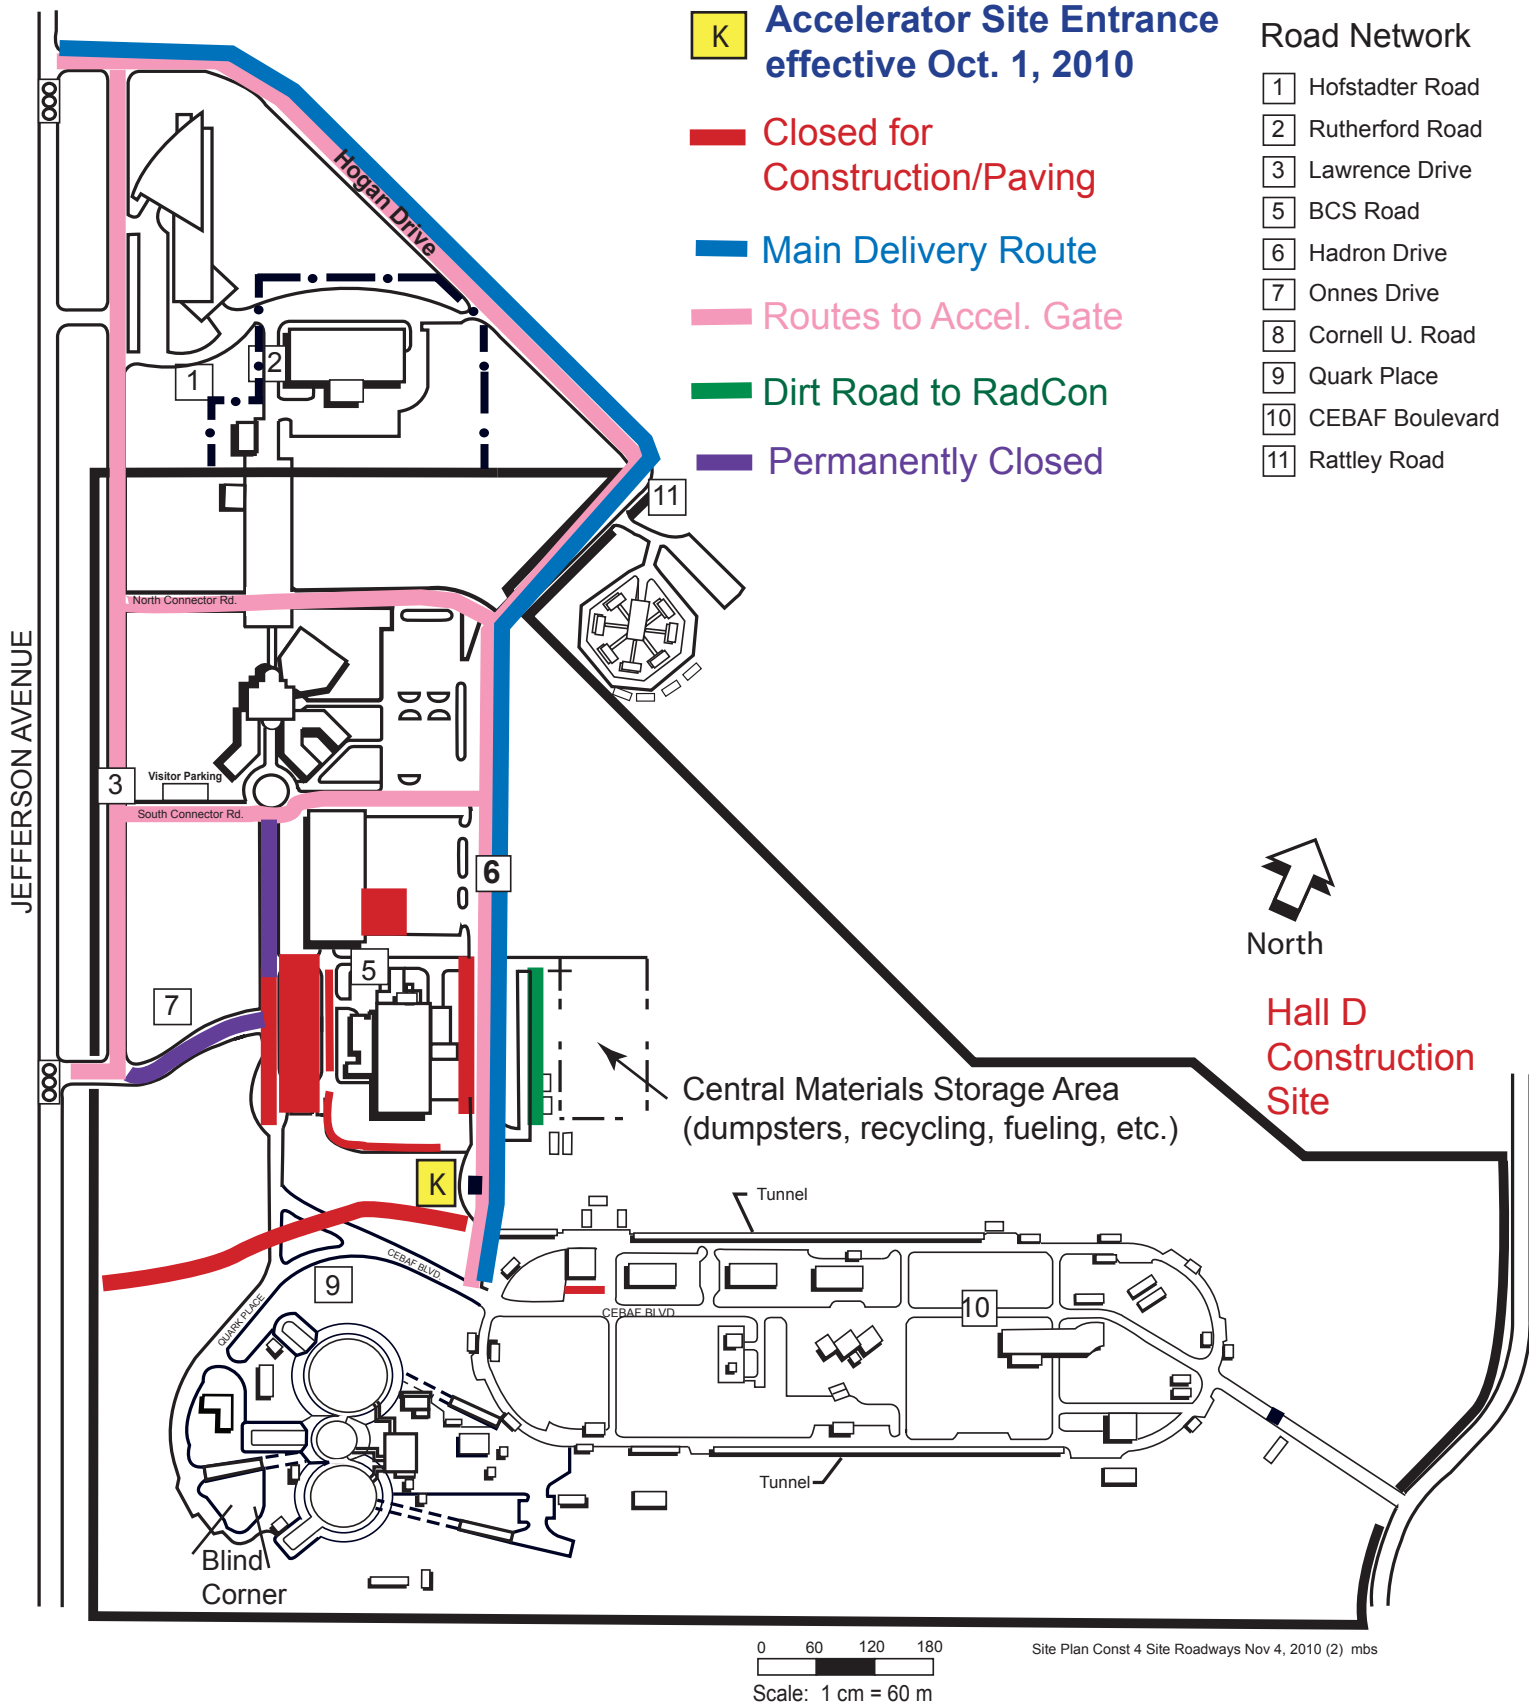 K
Accelerator Site Entrance
effective Oct. 1, 2010
Closed for
Construction/Paving
Main Delivery Route
Routes to Accel. Gate
Dirt Road to RadCon
Permanently Closed
Road Network
1 Hofstadter Road
2 Rutherford Road
3 Lawrence Drive
5 BCS Road
6 Hadron Drive
7 Onnes Drive
8 Cornell U. Road
9 Quark Place
10 CEBAF Boulevard
11 Rattley Road
Hogan Drive
2
1
11
North Connector Rd.
JEFFERSON AVENUE
3
Visitor Parking
South Connector Rd.
6
North
5
7
Hall D
Construction
Site
Central Materials Storage Area
(dumpsters, recycling, fueling, etc.)
K
Tunnel
CEBAF BLVD.
9
QUARK PLACE
CEBAF BLVD
10
Tunnel
Blind
Corner
0 60 120 180
Scale: 1 cm = 60 m
Site Plan Const 4 Site Roadways Nov 4, 2010 (2) mbs